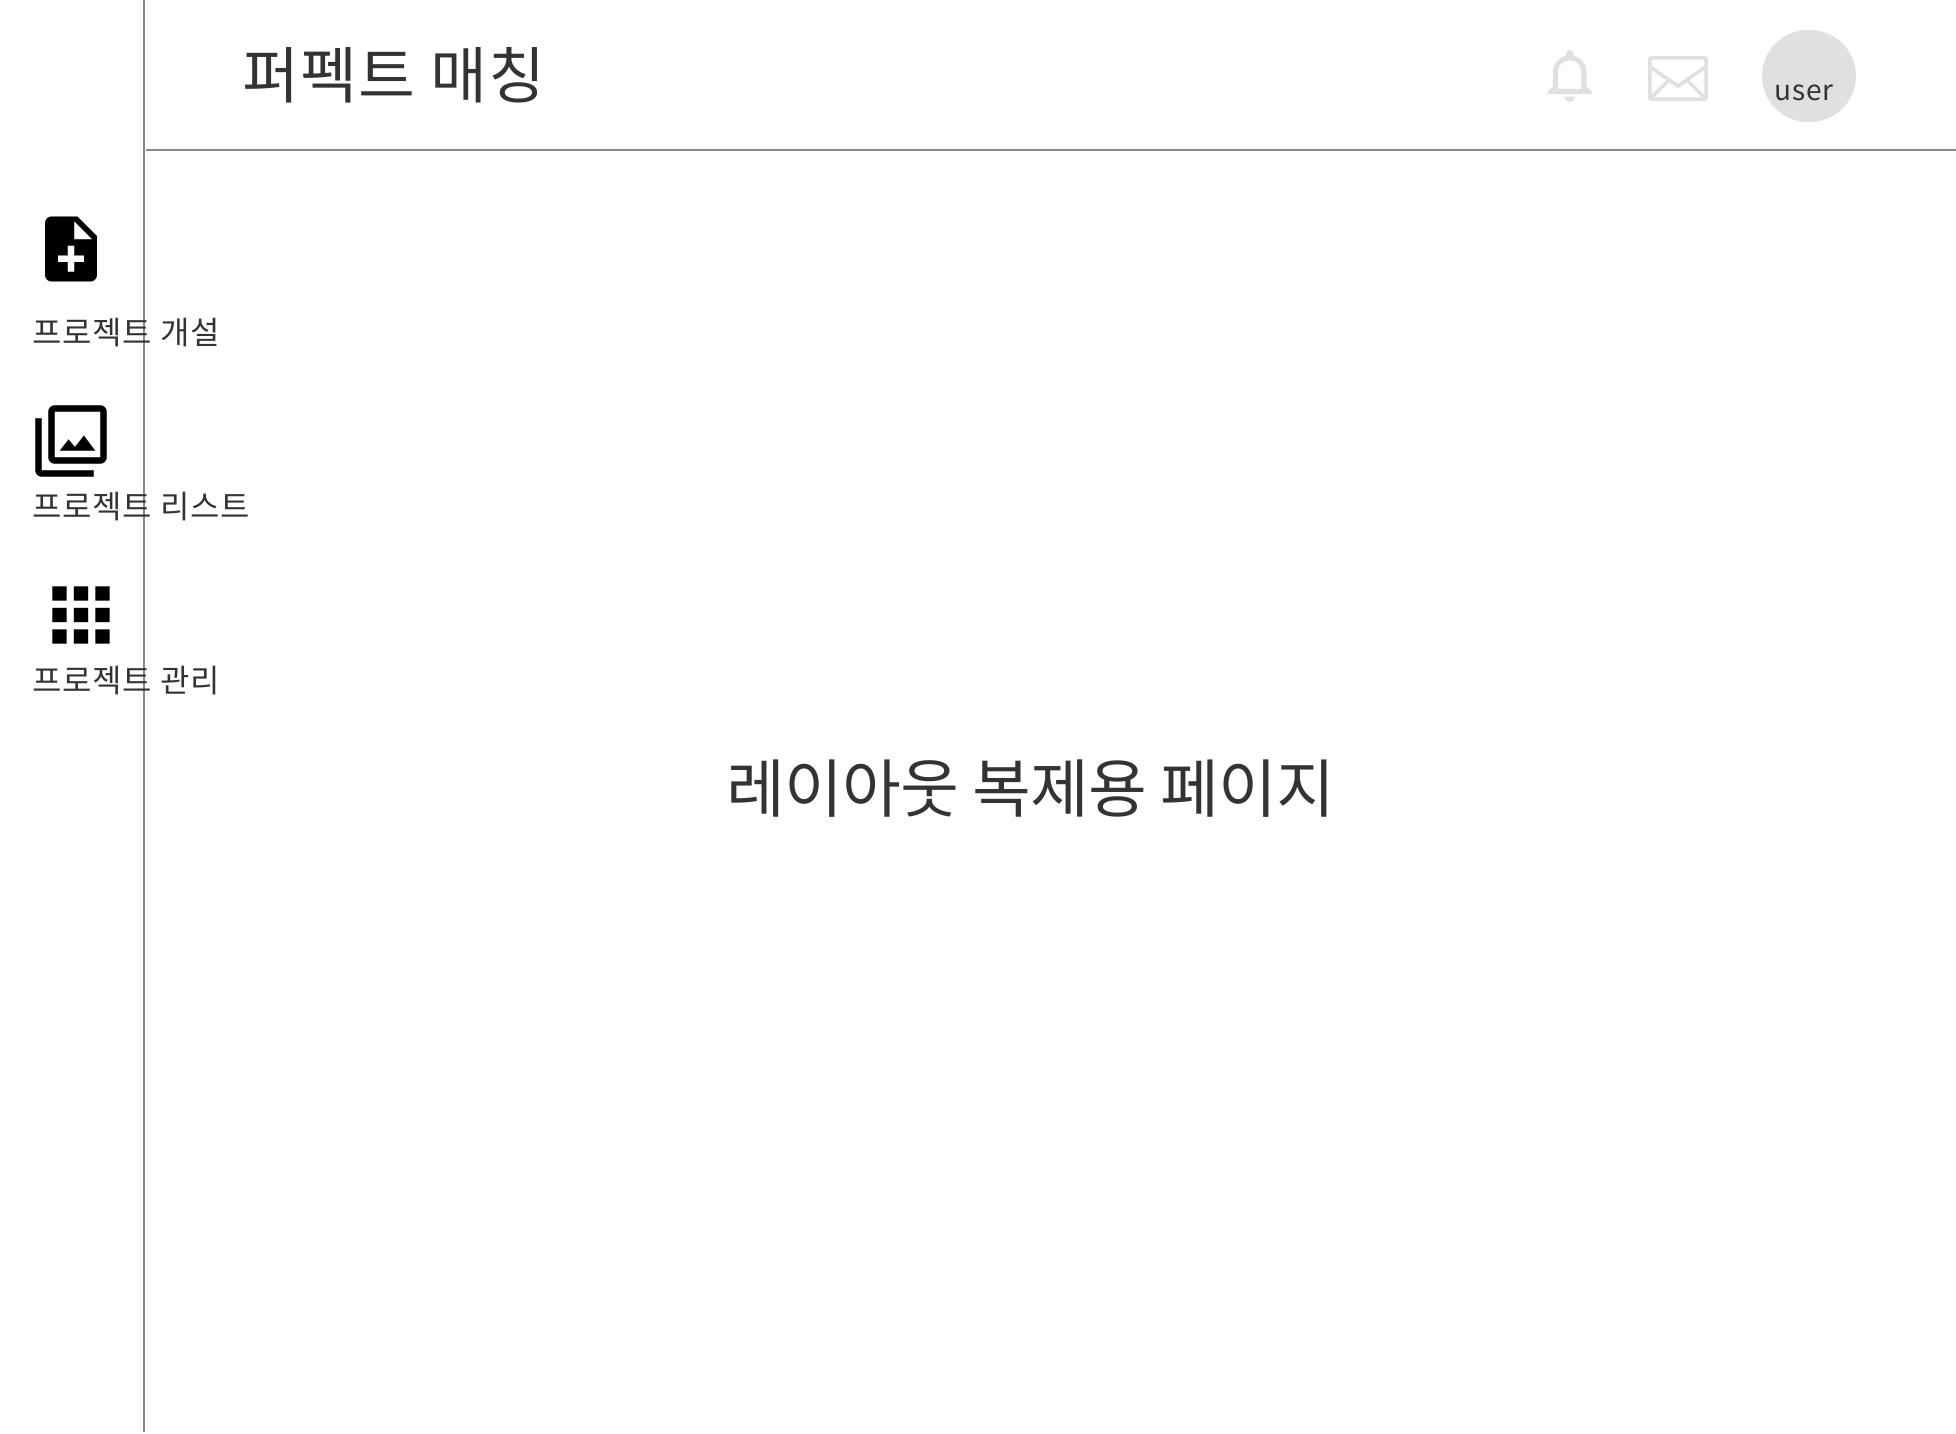 퍼펙트 매칭
user
프로젝트 개설
프로젝트 리스트
프로젝트 관리
레이아웃 복제용 페이지